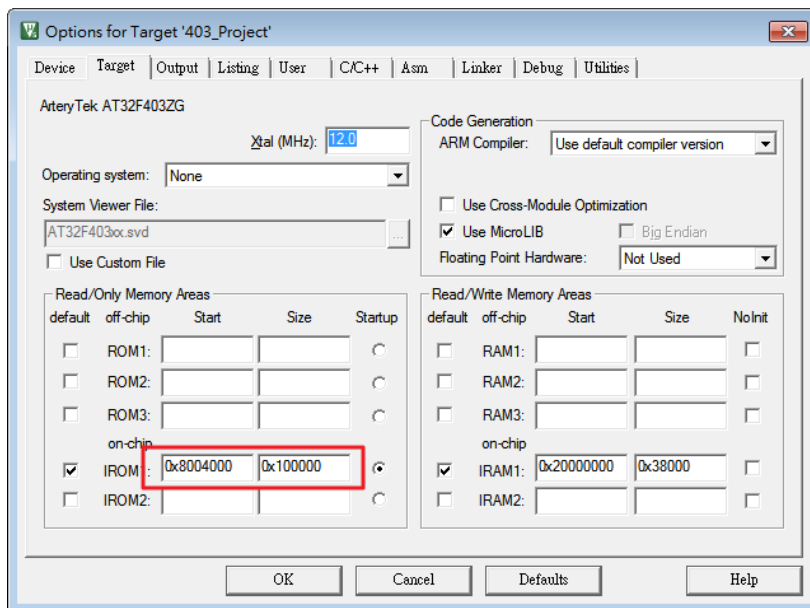 Options for Target '403_Project'
Device Target Output Listing User C/C++ Asm Linker Debug Utilities
ArteryTek AT32F403ZG
Xtal (MHz): 12.0
Operating system: None
System Viewer File:
AT32F403xx.svd ...
Use Custom File
Code Generation
ARM Compiler: Use default compiler version
Use Cross-Module Optimization
Use MicroLIB Big Endian
Floating Point Hardware: Not Used
Read/Only Memory Areas
default off-chip Start Size Startup
ROM1:
ROM2:
ROM3:
on-chip
IROM1: 0x8004000 0x100000
IROM2:
Read/Write Memory Areas
default off-chip Start Size NoInit
RAM1:
RAM2:
RAM3:
on-chip
IRAM1: 0x20000000 0x38000
IRAM2:
OK Cancel Defaults Help